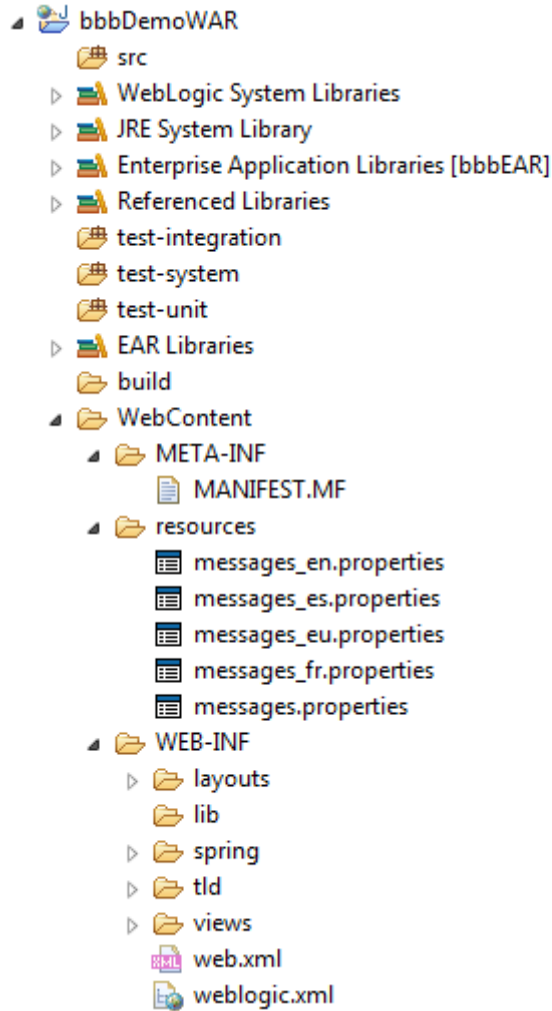 bbbDemoWAR
src
WebLogic System Libraries
JRE System Library
Enterprise Application Libraries [bbbEAR]
Referenced Libraries
test-integration
test-system
test-unit
EAR Libraries
build
WebContent
META-INF
MANIFEST.MF
resources
messages_en.properties
messages_es.properties
messages_eu.properties
messages_fr.properties
messages.properties
WEB-INF
layouts
lib
spring
tld
views
web.xml
weblogic.xml